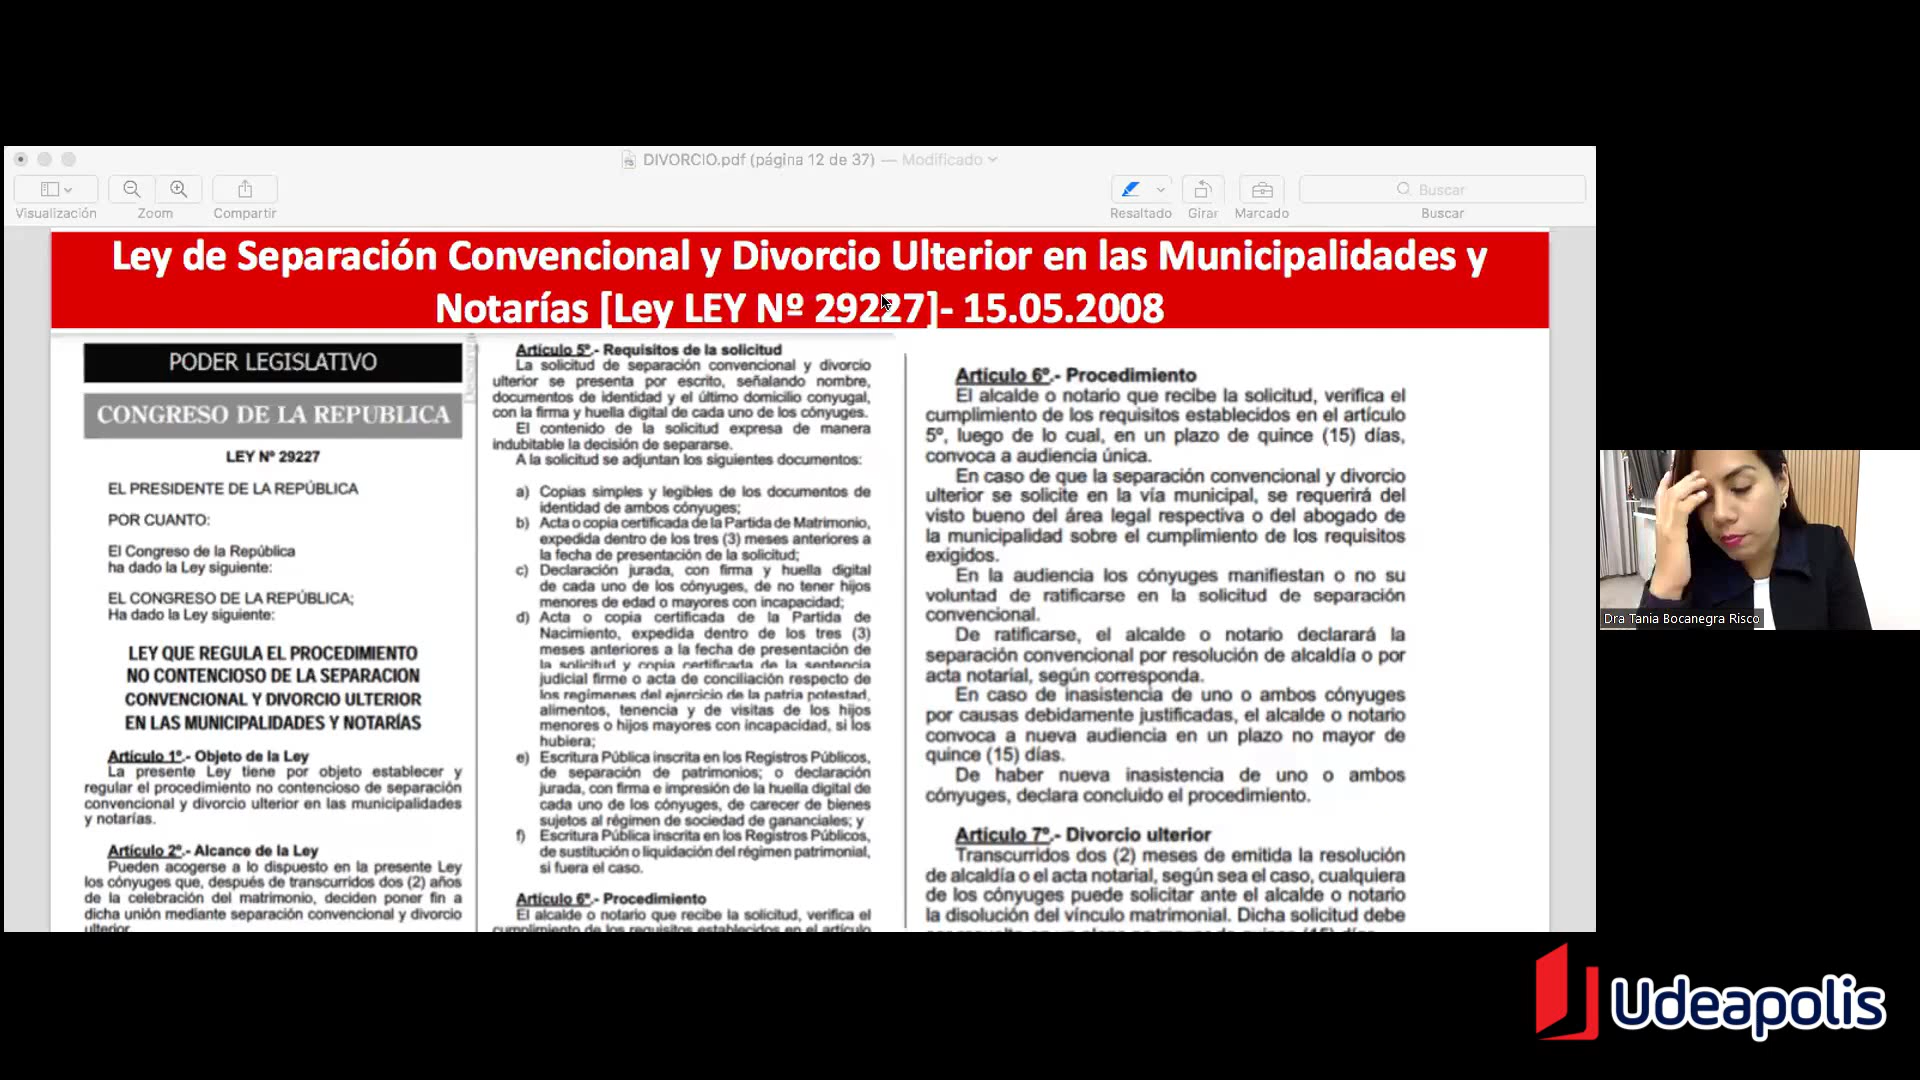 DIVORCIO.pdf (página 12 de 37) — Modificado
Visualización
Zoom
Compartir
Resaltado
Girar
Marcado
Buscar
Buscar
Ley de Separación Convencional y Divorcio Ulterior en las Municipalidades y
Notarías [Ley LEY Nº 29227]- 15.05.2008
PODER LEGISLATIVO
CONGRESO DE LA REPUBLICA
LEY Nº 29227
EL PRESIDENTE DE LA REPÚBLICA
POR CUANTO:
El Congreso de la República
ha dado la Ley siguiente:
EL CONGRESO DE LA REPÚBLICA;
Ha dado la Ley siguiente:
LEY QUE REGULA EL PROCEDIMIENTO
NO CONTENCIOSO DE LA SEPARACION
CONVENCIONAL Y DIVORCIO ULTERIOR
EN LAS MUNICIPALIDADES Y NOTARÍAS
Artículo 1º.- Objeto de la Ley
La presente Ley tiene por objeto establecer y
regular el procedimiento no contencioso de separación
convencional y divorcio ulterior en las municipalidades
y notarías.
Artículo 2º.- Alcance de la Ley
Pueden acogerse a lo dispuesto en la presente Ley
los cónyuges que, después de transcurridos dos (2) años
de la celebración del matrimonio, deciden poner fin a
dicha unión mediante separación convencional y divorcio
ulterior.
Artículo 5º.- Requisitos de la solicitud
La solicitud de separación convencional y divorcio
ulterior se presenta por escrito, señalando nombre,
documentos de identidad y el último domicilio conyugal,
con la firma y huella digital de cada uno de los cónyuges.
El contenido de la solicitud expresa de manera
indubitable la decisión de separarse.
A la solicitud se adjuntan los siguientes documentos:
a) Copias simples y legibles de los documentos de
identidad de ambos cónyuges;
b) Acta o copia certificada de la Partida de Matrimonio,
expedida dentro de los tres (3) meses anteriores a
la fecha de presentación de la solicitud;
c) Declaración jurada, con firma y huella digital
de cada uno de los cónyuges, de no tener hijos
menores de edad o mayores con incapacidad;
d) Acta o copia certificada de la Partida de
Nacimiento, expedida dentro de los tres (3)
meses anteriores a la fecha de presentación de
la solicitud y copia certificada de la sentencia
judicial firme o acta de conciliación respecto de
los regímenes del ejercicio de la patria potestad,
alimentos, tenencia y de visitas de los hijos
menores o hijos mayores con incapacidad, si los
hubiera;
e) Escritura Pública inscrita en los Registros Públicos,
de separación de patrimonios; o declaración
jurada, con firma e impresión de la huella digital de
cada uno de los cónyuges, de carecer de bienes
sujetos al régimen de sociedad de gananciales; y
f) Escritura Pública inscrita en los Registros Públicos,
de sustitución o liquidación del régimen patrimonial,
si fuera el caso.
Artículo 6º.- Procedimiento
El alcalde o notario que recibe la solicitud, verifica el
cumplimiento de los requisitos establecidos en el artículo
Artículo 6º.- Procedimiento
El alcalde o notario que recibe la solicitud, verifica el
cumplimiento de los requisitos establecidos en el artículo
5º, luego de lo cual, en un plazo de quince (15) días,
convoca a audiencia única.
En caso de que la separación convencional y divorcio
ulterior se solicite en la vía municipal, se requerirá del
visto bueno del área legal respectiva o del abogado de
la municipalidad sobre el cumplimiento de los requisitos
exigidos.
En la audiencia los cónyuges manifiestan o no su
voluntad de ratificarse en la solicitud de separación
convencional.
De ratificarse, el alcalde o notario declarará la
separación convencional por resolución de alcaldía o por
acta notarial, según corresponda.
En caso de inasistencia de uno o ambos cónyuges
por causas debidamente justificadas, el alcalde o notario
convoca a nueva audiencia en un plazo no mayor de
quince (15) días.
De haber nueva inasistencia de uno o ambos
cónyuges, declara concluido el procedimiento.
Artículo 7º.- Divorcio ulterior
Transcurridos dos (2) meses de emitida la resolución
de alcaldía o el acta notarial, según sea el caso, cualquiera
de los cónyuges puede solicitar ante el alcalde o notario
la disolución del vínculo matrimonial. Dicha solicitud debe
Dra Tania Bocanegra Risco
Udeapolis